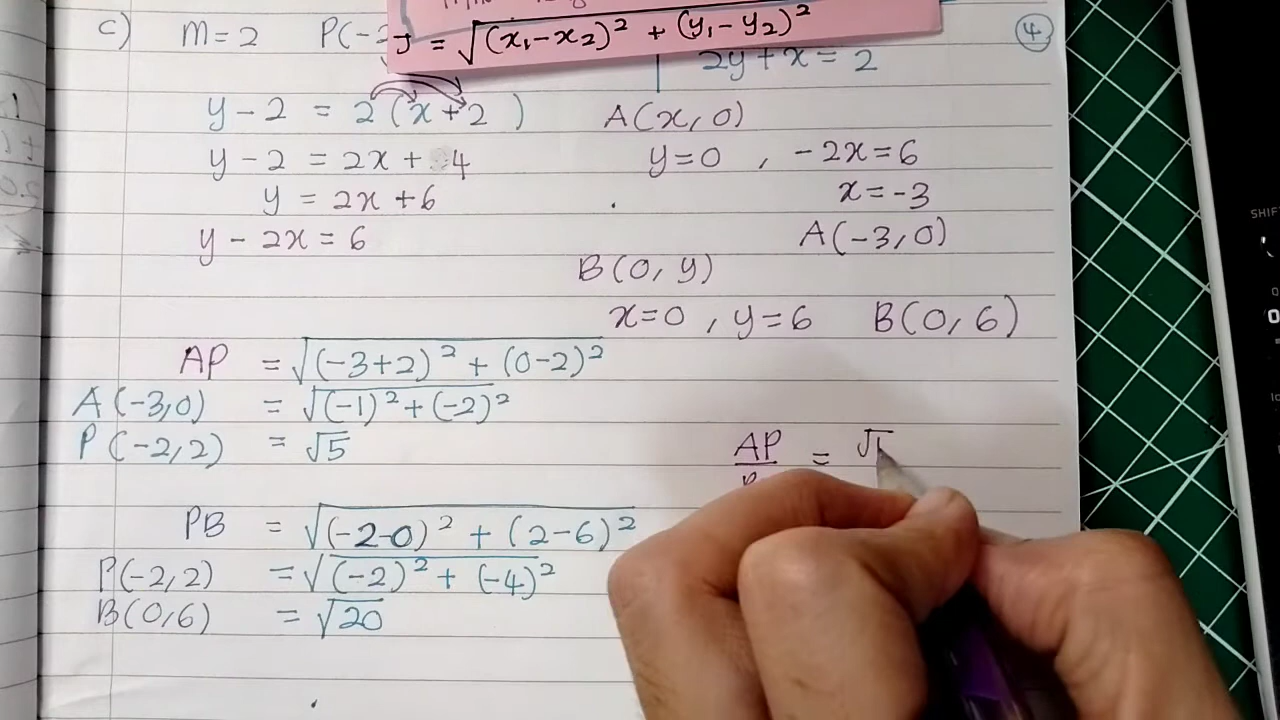 = √(x₁-x₂)² + (y₁-y₂)²
c) m=2 P(-2
④
2y+x=2
y-2 = 2(x+2)
A(x,0)
y-2 = 2x+4
y=0, -2x=6
y = 2x+6
x=-3
y-2x=6
A(-3,0)
B(0,y)
x=0, y=6 B(0,6)
AP = √(-3+2)²+(0-2)²
A(-3,0) = √(-1)²+(-2)²
P(-2,2) = √5
AP = √
PB = √(-2-0)²+(2-6)²
P(-2,2) = √(-2)²+(-4)²
B(0,6) = √20
SHIF